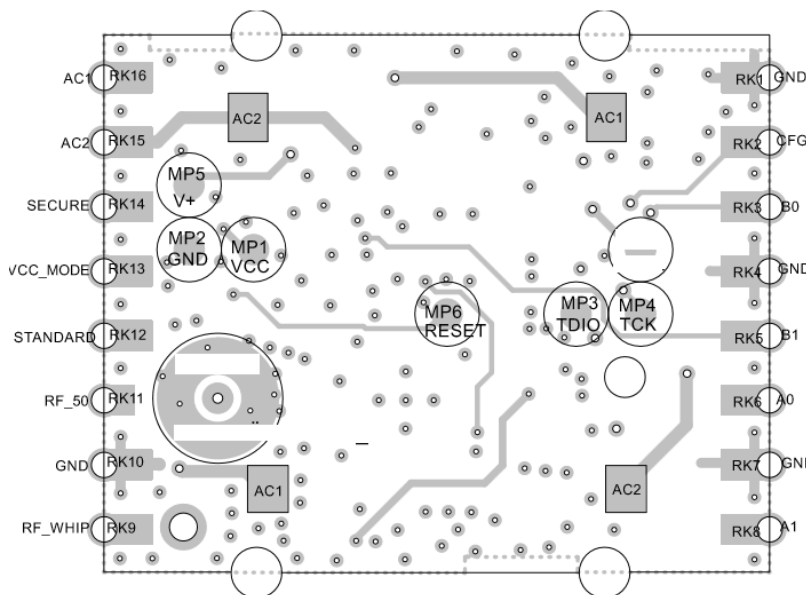 AC1 RK16 RK1 GND
AC2 AC1
AC2 RK15 RK2 CFG
MP5
V+
SECURE RK14 RK3 B0
MP2 MP1
GND VCC
VCC_MODE RK13 RK4 GND
MP6 MP3 MP4
RESET TDIO TCK
STANDARD RK12 RK5 B1
RF_50 RK11 RK6 A0
GND RK10 RK7 GND
AC1 AC2
RF_WHIP RK9 RK8 A1